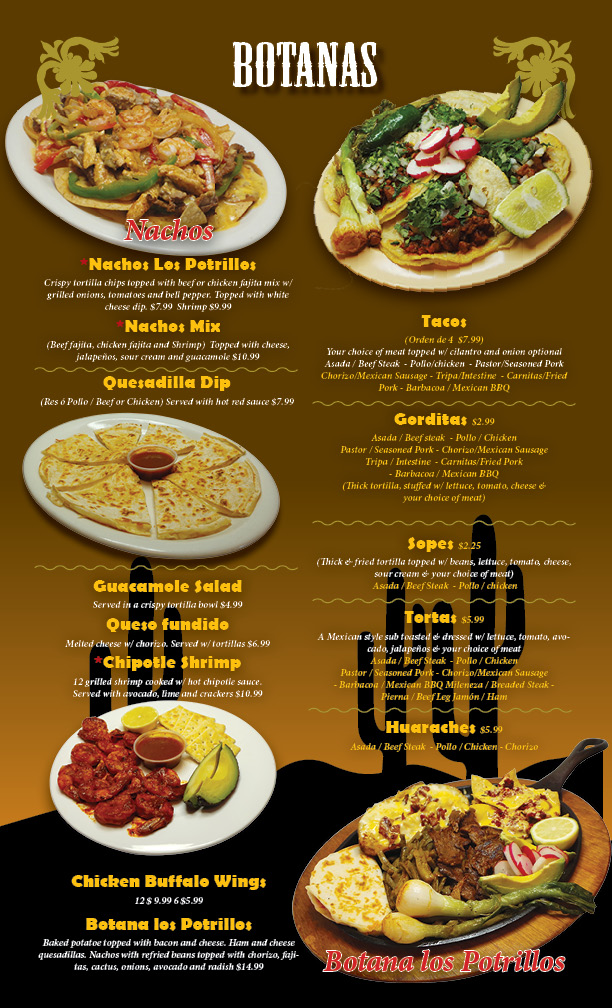 BOTANAS
Nachos
*Nachos Los Potrillos
Crispy tortilla chips topped with beef or chicken fajita mix w/
grilled onions, tomatoes and bell pepper. Topped with white
cheese dip. $7.99 Shrimp $9.99
*Nachos Mix
(Beef fajita, chicken fajita and Shrimp) Topped with cheese,
jalapeños, sour cream and guacamole $10.99
Quesadilla Dip
(Res ó Pollo / Beef or Chicken) Served with hot red sauce $7.99
Guacamole Salad
Served in a crispy tortilla bowl $4.99
Queso fundido
Melted cheese w/ chorizo. Served w/ tortillas $6.99
*Chipotle Shrimp
12 grilled shrimp cooked w/ hot chipotle sauce.
Served with avocado, lime and crackers $10.99
Chicken Buffalo Wings
12 $ 9.99 6 $5.99
Botana los Potrillos
Baked potatoe topped with bacon and cheese. Ham and cheese
quesadillas. Nachos with refried beans topped with chorizo, faji-
tas, cactus, onions, avocado and radish $14.99
Tacos
(Orden de 4 $7.99)
Your choice of meat topped w/ cilantro and onion optional
Asada / Beef Steak - Pollo/chicken - Pastor/Seasoned Pork
Chorizo/Mexican Sausage - Tripa/Intestine - Carnitas/Fried
Pork - Barbacoa / Mexican BBQ
Gorditas $2.99
Asada / Beef steak - Pollo / Chicken
Pastor / Seasoned Pork - Chorizo/Mexican Sausage
Tripa / Intestine - Carnitas/Fried Pork
- Barbacoa / Mexican BBQ
(Thick tortilla, stuffed w/ lettuce, tomato, cheese &
your choice of meat)
Sopes $2.25
(Thick & fried tortilla topped w/ beans, lettuce, tomato, cheese,
sour cream & your choice of meat)
Asada / Beef Steak - Pollo / chicken
Tortas $5.99
A Mexican style sub toasted & dressed w/ lettuce, tomato, avo-
cado, jalapeños & your choice of meat
Asada / Beef Steak - Pollo / Chicken
Pastor / Seasoned Pork - Chorizo/Mexican Sausage
- Barbacoa / Mexican BBQ Mileneza / Breaded Steak -
Pierna / Beef Leg Jamón / Ham
Huaraches $5.99
Asada / Beef Steak - Pollo / Chicken - Chorizo
Botana los Potrillos